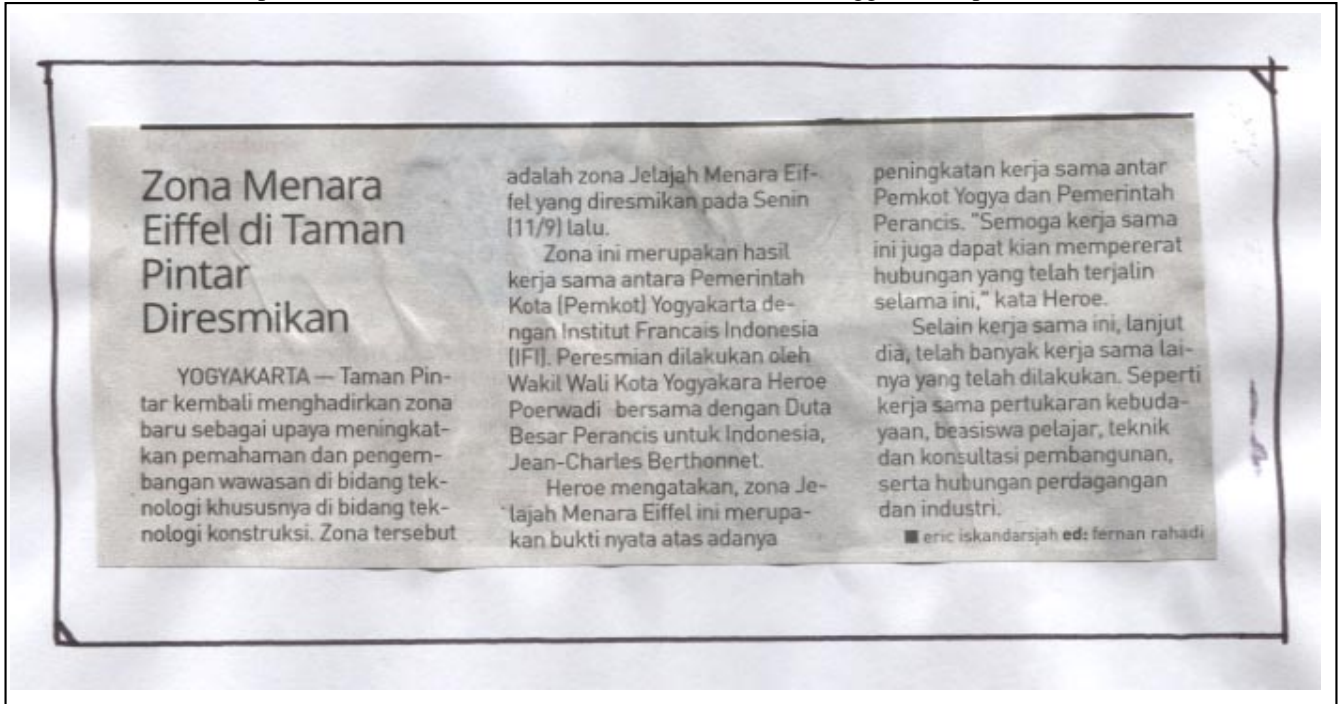 Zona Menara
Eiffel di Taman
Pintar
Diresmikan
YOGYAKARTA — Taman Pin-
tar kembali menghadirkan zona
baru sebagai upaya meningkat-
kan pemahaman dan pengem-
bangan wawasan di bidang tek-
nologi khususnya di bidang tek-
nologi konstruksi. Zona tersebut
adalah zona Jelajah Menara Eif-
fel yang diresmikan pada Senin
(11/9) lalu.
Zona ini merupakan hasil
kerja sama antara Pemerintah
Kota (Pemkot) Yogyakarta de-
ngan Institut Francais Indonesia
(IFI). Peresmian dilakukan oleh
Wakil Wali Kota Yogyakara Heroe
Poerwadi bersama dengan Duta
Besar Perancis untuk Indonesia,
Jean-Charles Berthonnet.
Heroe mengatakan, zona Je-
lajah Menara Eiffel ini merupa-
kan bukti nyata atas adanya
peningkatan kerja sama antar
Pemkot Yogya dan Pemerintah
Perancis. "Semoga kerja sama
ini juga dapat kian mempererat
hubungan yang telah terjalin
selama ini," kata Heroe.
Selain kerja sama ini, lanjut
dia, telah banyak kerja sama lai-
nya yang telah dilakukan. Seperti
kerja sama pertukaran kebuda-
yaan, beasiswa pelajar, teknik
dan konsultasi pembangunan,
serta hubungan perdagangan
dan industri.
■ eric iskandarsjah ed: fernan rahadi